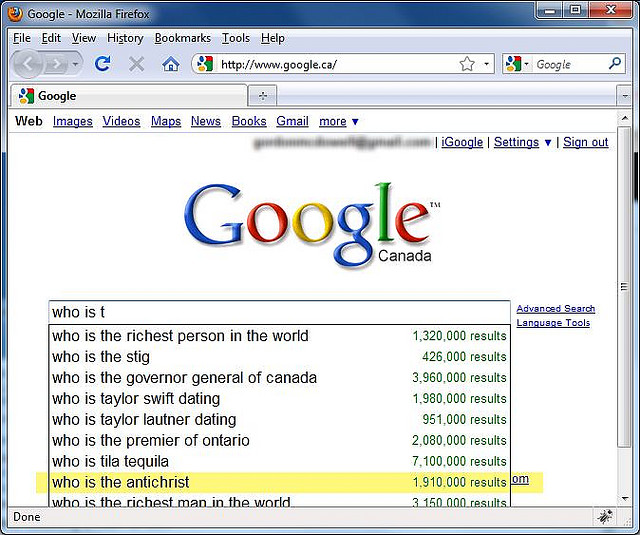 Google - Mozilla Firefox
File Edit View History Bookmarks Tools Help
http://www.google.ca/ Google
Google
Web Images Videos Maps News Books Gmail more ▼
| iGoogle | Settings ▼ | Sign out
Google™
Canada
who is t Advanced Search
Language Tools
who is the richest person in the world 1,320,000 results
who is the stig 426,000 results
who is the governor general of canada 3,960,000 results
who is taylor swift dating 1,980,000 results
who is taylor lautner dating 951,000 results
who is the premier of ontario 2,080,000 results
who is tila tequila 7,100,000 results
who is the antichrist 1,910,000 results om
who is the richest man in the world 3,150,000 results
Done